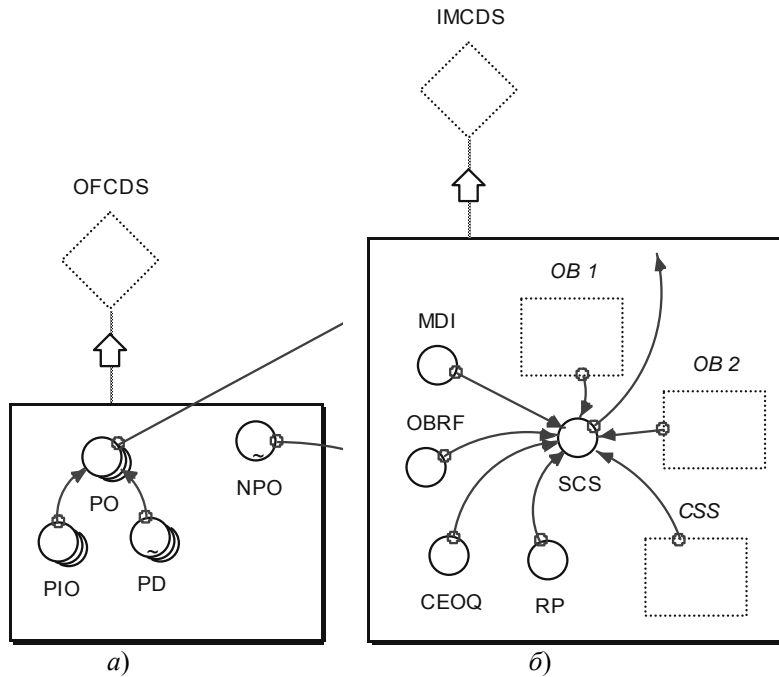 OFCDS
PO
NPO
PIO
PD
а)
IMCDS
OB 1
MDI
OB 2
OBRF
SCS
CSS
CEOQ
RP
б)